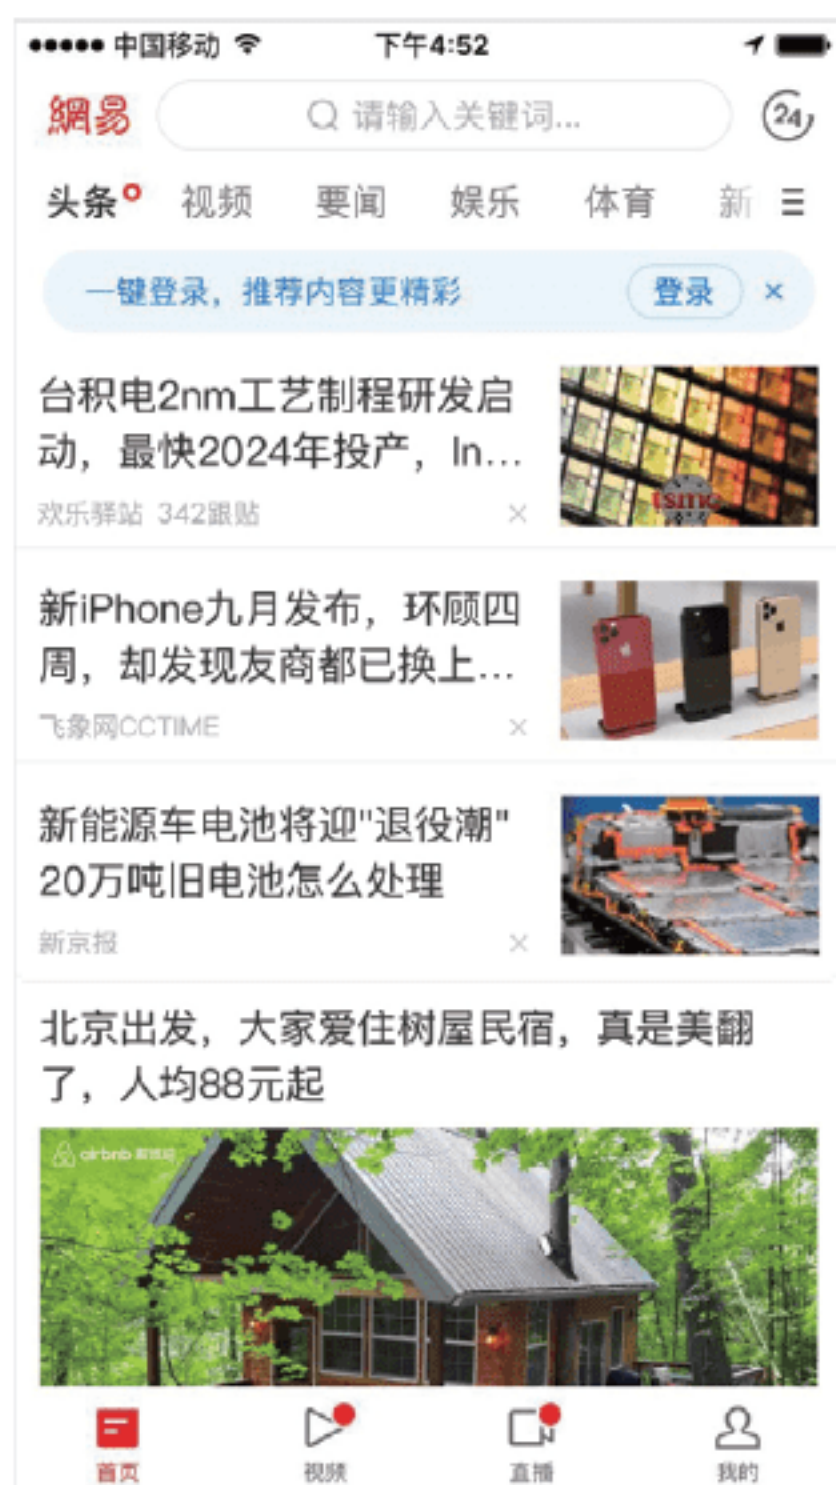 中国移动 下午4:52
網易 请输入关键词... 24
头条 视频 要闻 娱乐 体育 新
一键登录，推荐内容更精彩 登录 ×
台积电2nm工艺制程研发启
动，最快2024年投产，In...
欢乐驿站 342跟贴 ×
tsmc
新iPhone九月发布，环顾四
周，却发现友商都已换上...
飞象网CCTIME ×
新能源车电池将迎"退役潮"
20万吨旧电池怎么处理
新京报 ×
北京出发，大家爱住树屋民宿，真是美翻
了，人均88元起
airbnb 爱彼迎
首页 视频 直播 我的